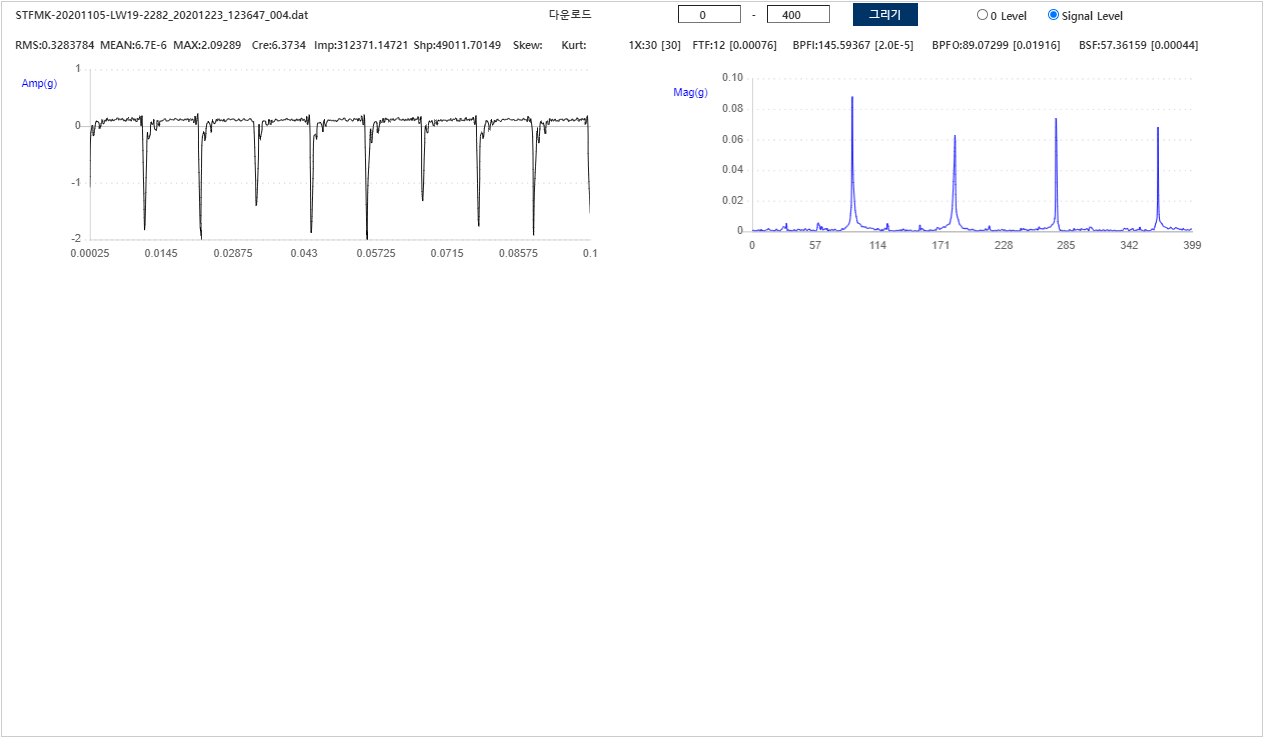 STFMK-20201105-LW19-2282_20201223_123647_004.dat 다운로드 0 - 400 그리기 0 Level Signal Level
RMS:0.3283784 MEAN:6.7E-6 MAX:2.09289 Cre:6.3734 Imp:312371.14721 Shp:49011.70149 Skew: Kurt: 1X:30 [30] FTF:12 [0.00076] BPFI:145.59367 [2.0E-5] BPFO:89.07299 [0.01916] BSF:57.36159 [0.00044]
Amp(g)
1
0
-1
-2
0.00025 0.0145 0.02875 0.043 0.05725 0.0715 0.08575 0.1
Mag(g)
0.10
0.08
0.06
0.04
0.02
0
0 57 114 171 228 285 342 399